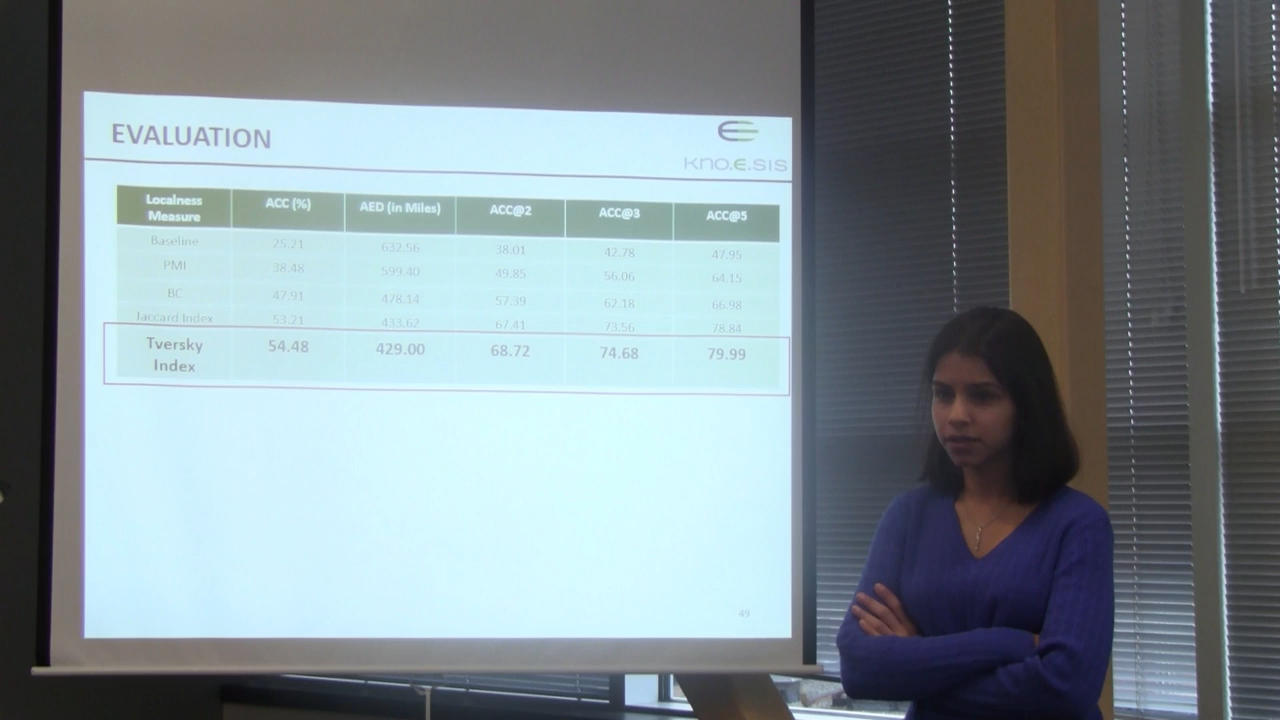 EVALUATION
kno.e.sis
Localness Measure ACC (%) AED (in Miles) ACC@2 ACC@3 ACC@5
Baseline 25.21 632.56 38.01 42.78 47.95
PMI 38.48 599.40 49.85 56.06 64.15
BC 47.91 478.14 57.39 62.18 66.98
Jaccard Index 53.21 433.62 67.41 73.56 78.84
Tversky Index 54.48 429.00 68.72 74.68 79.99
49